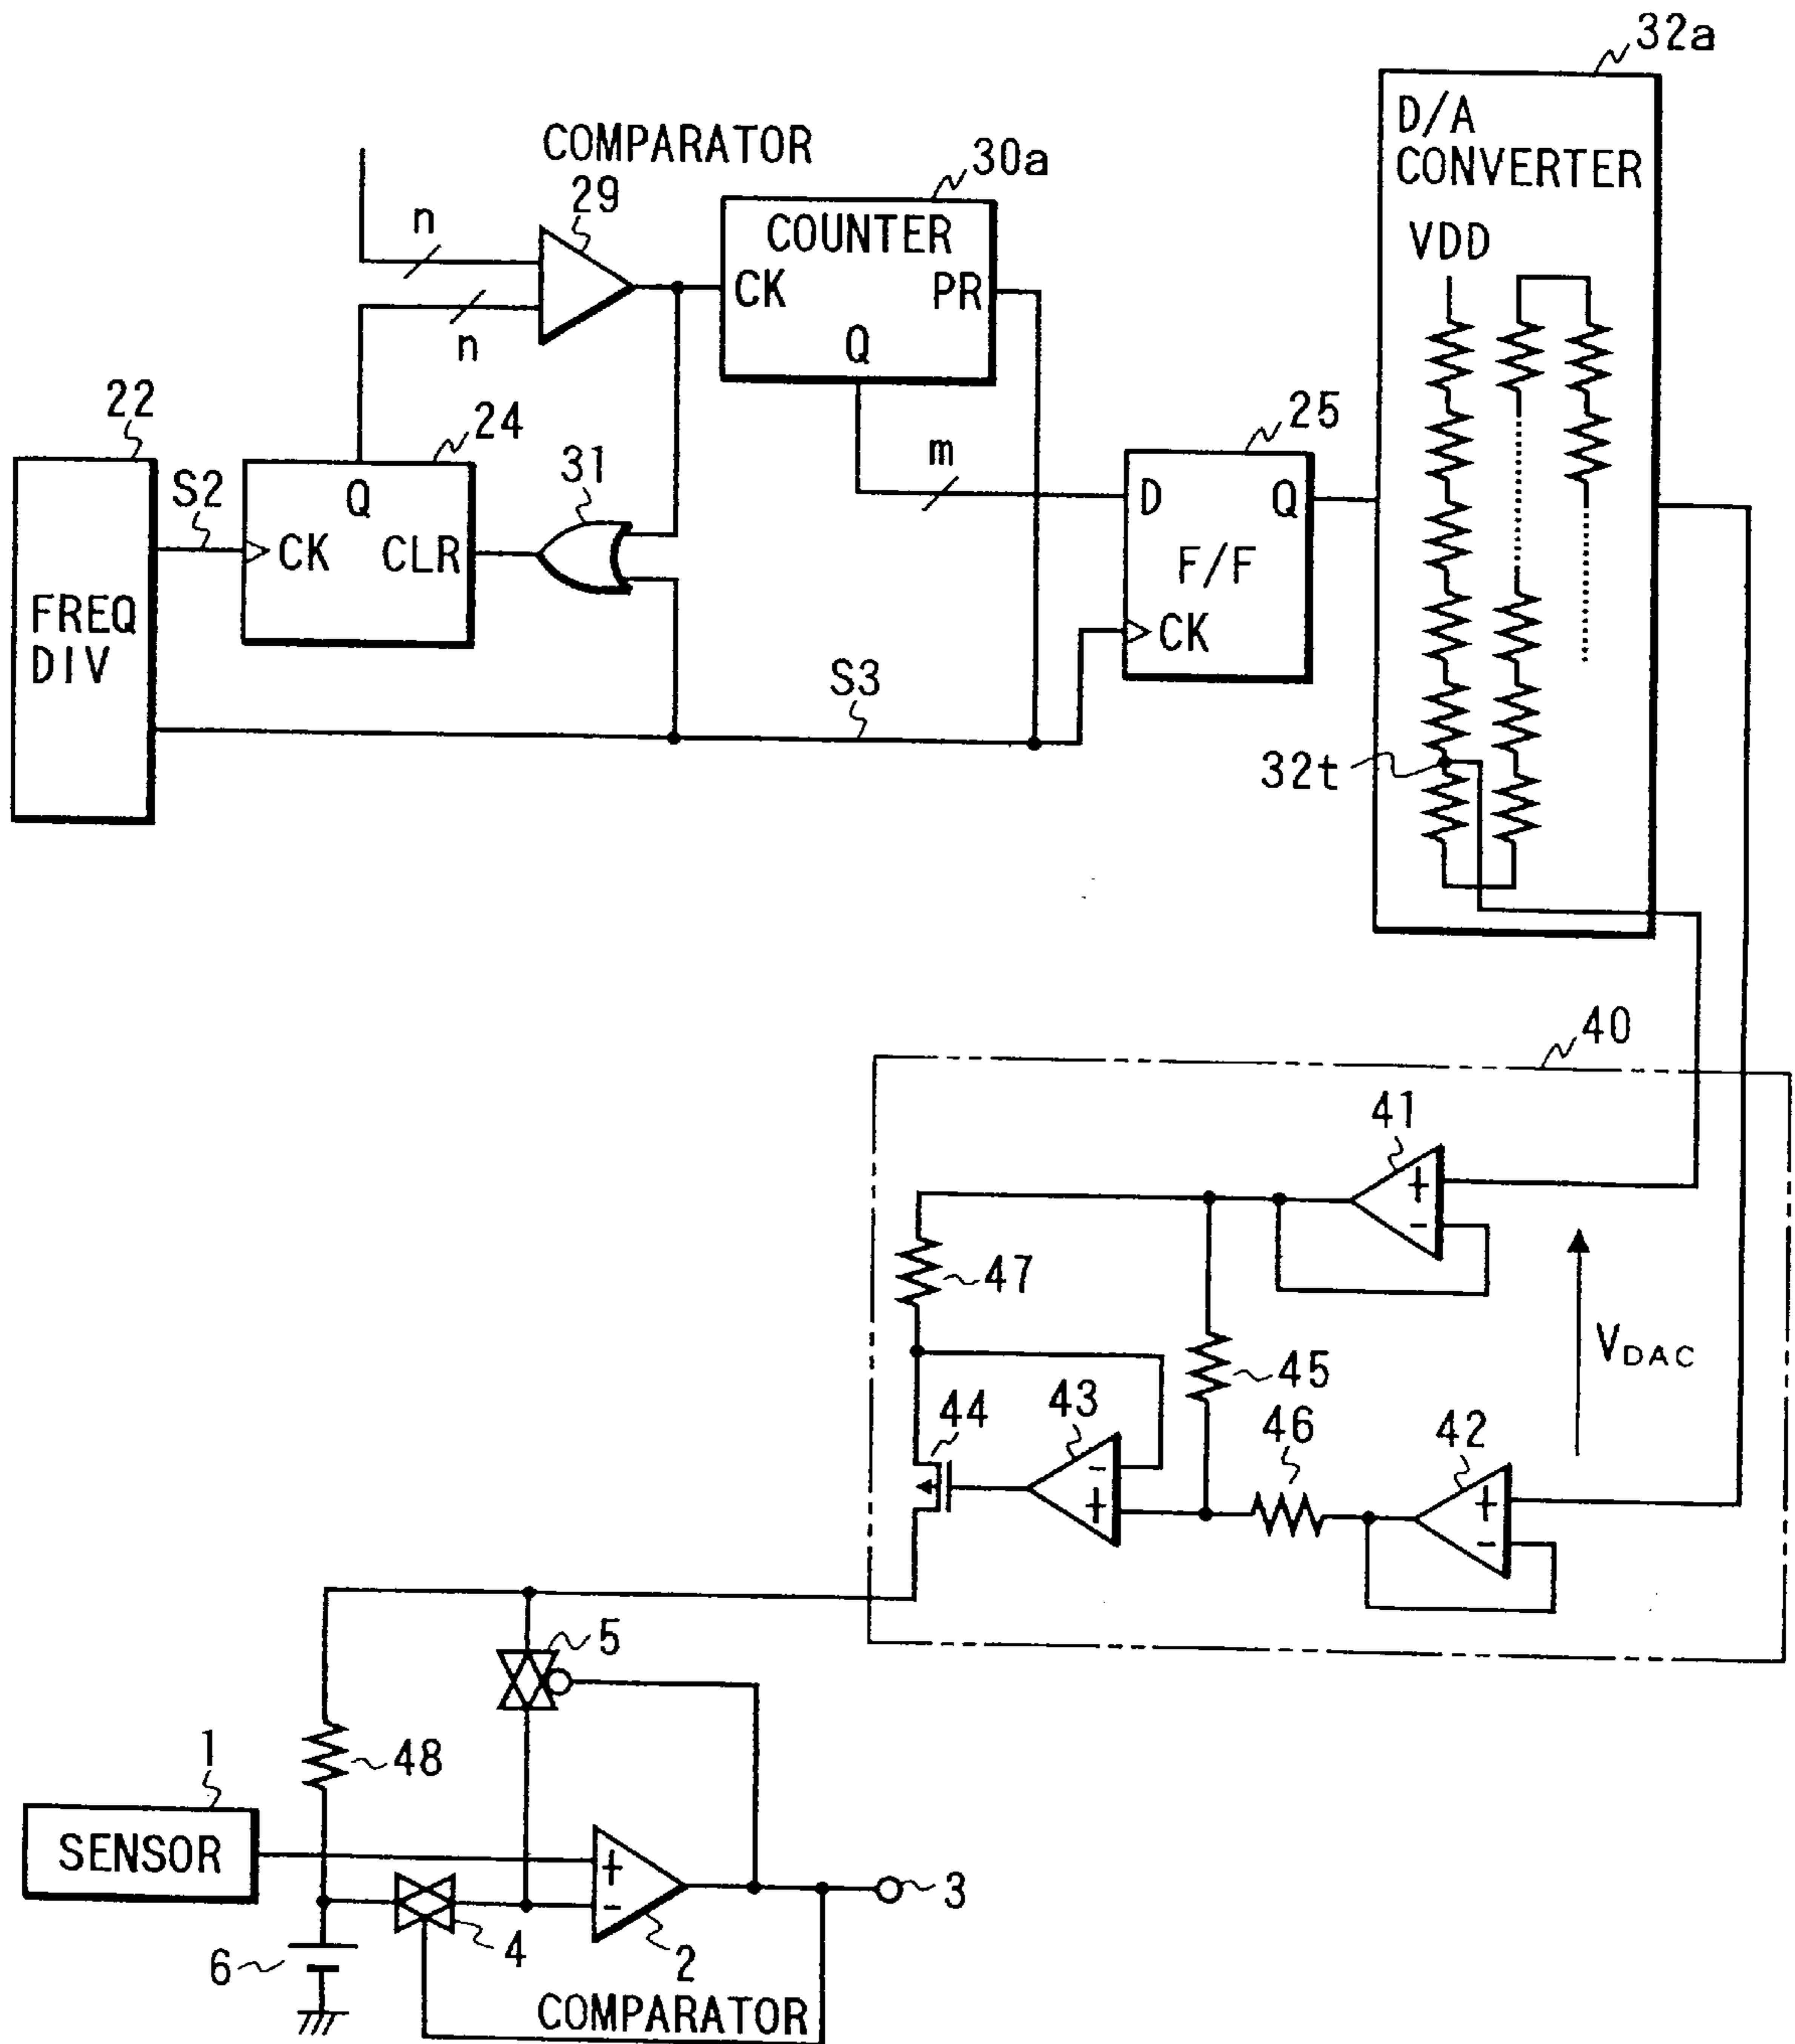 32a
D/A
CONVERTER
VDD
COMPARATOR
29
30a
COUNTER
CK
PR
Q
n
n
22
S2
FREQ
DIV
24
Q
CK
CLR
31
m
25
D
Q
F/F
CK
S3
32t
40
41
+
-
47
45
VDAC
44
43
-
+
46
42
+
-
5
48
1
SENSOR
+
-
3
6
4
2
COMPARATOR